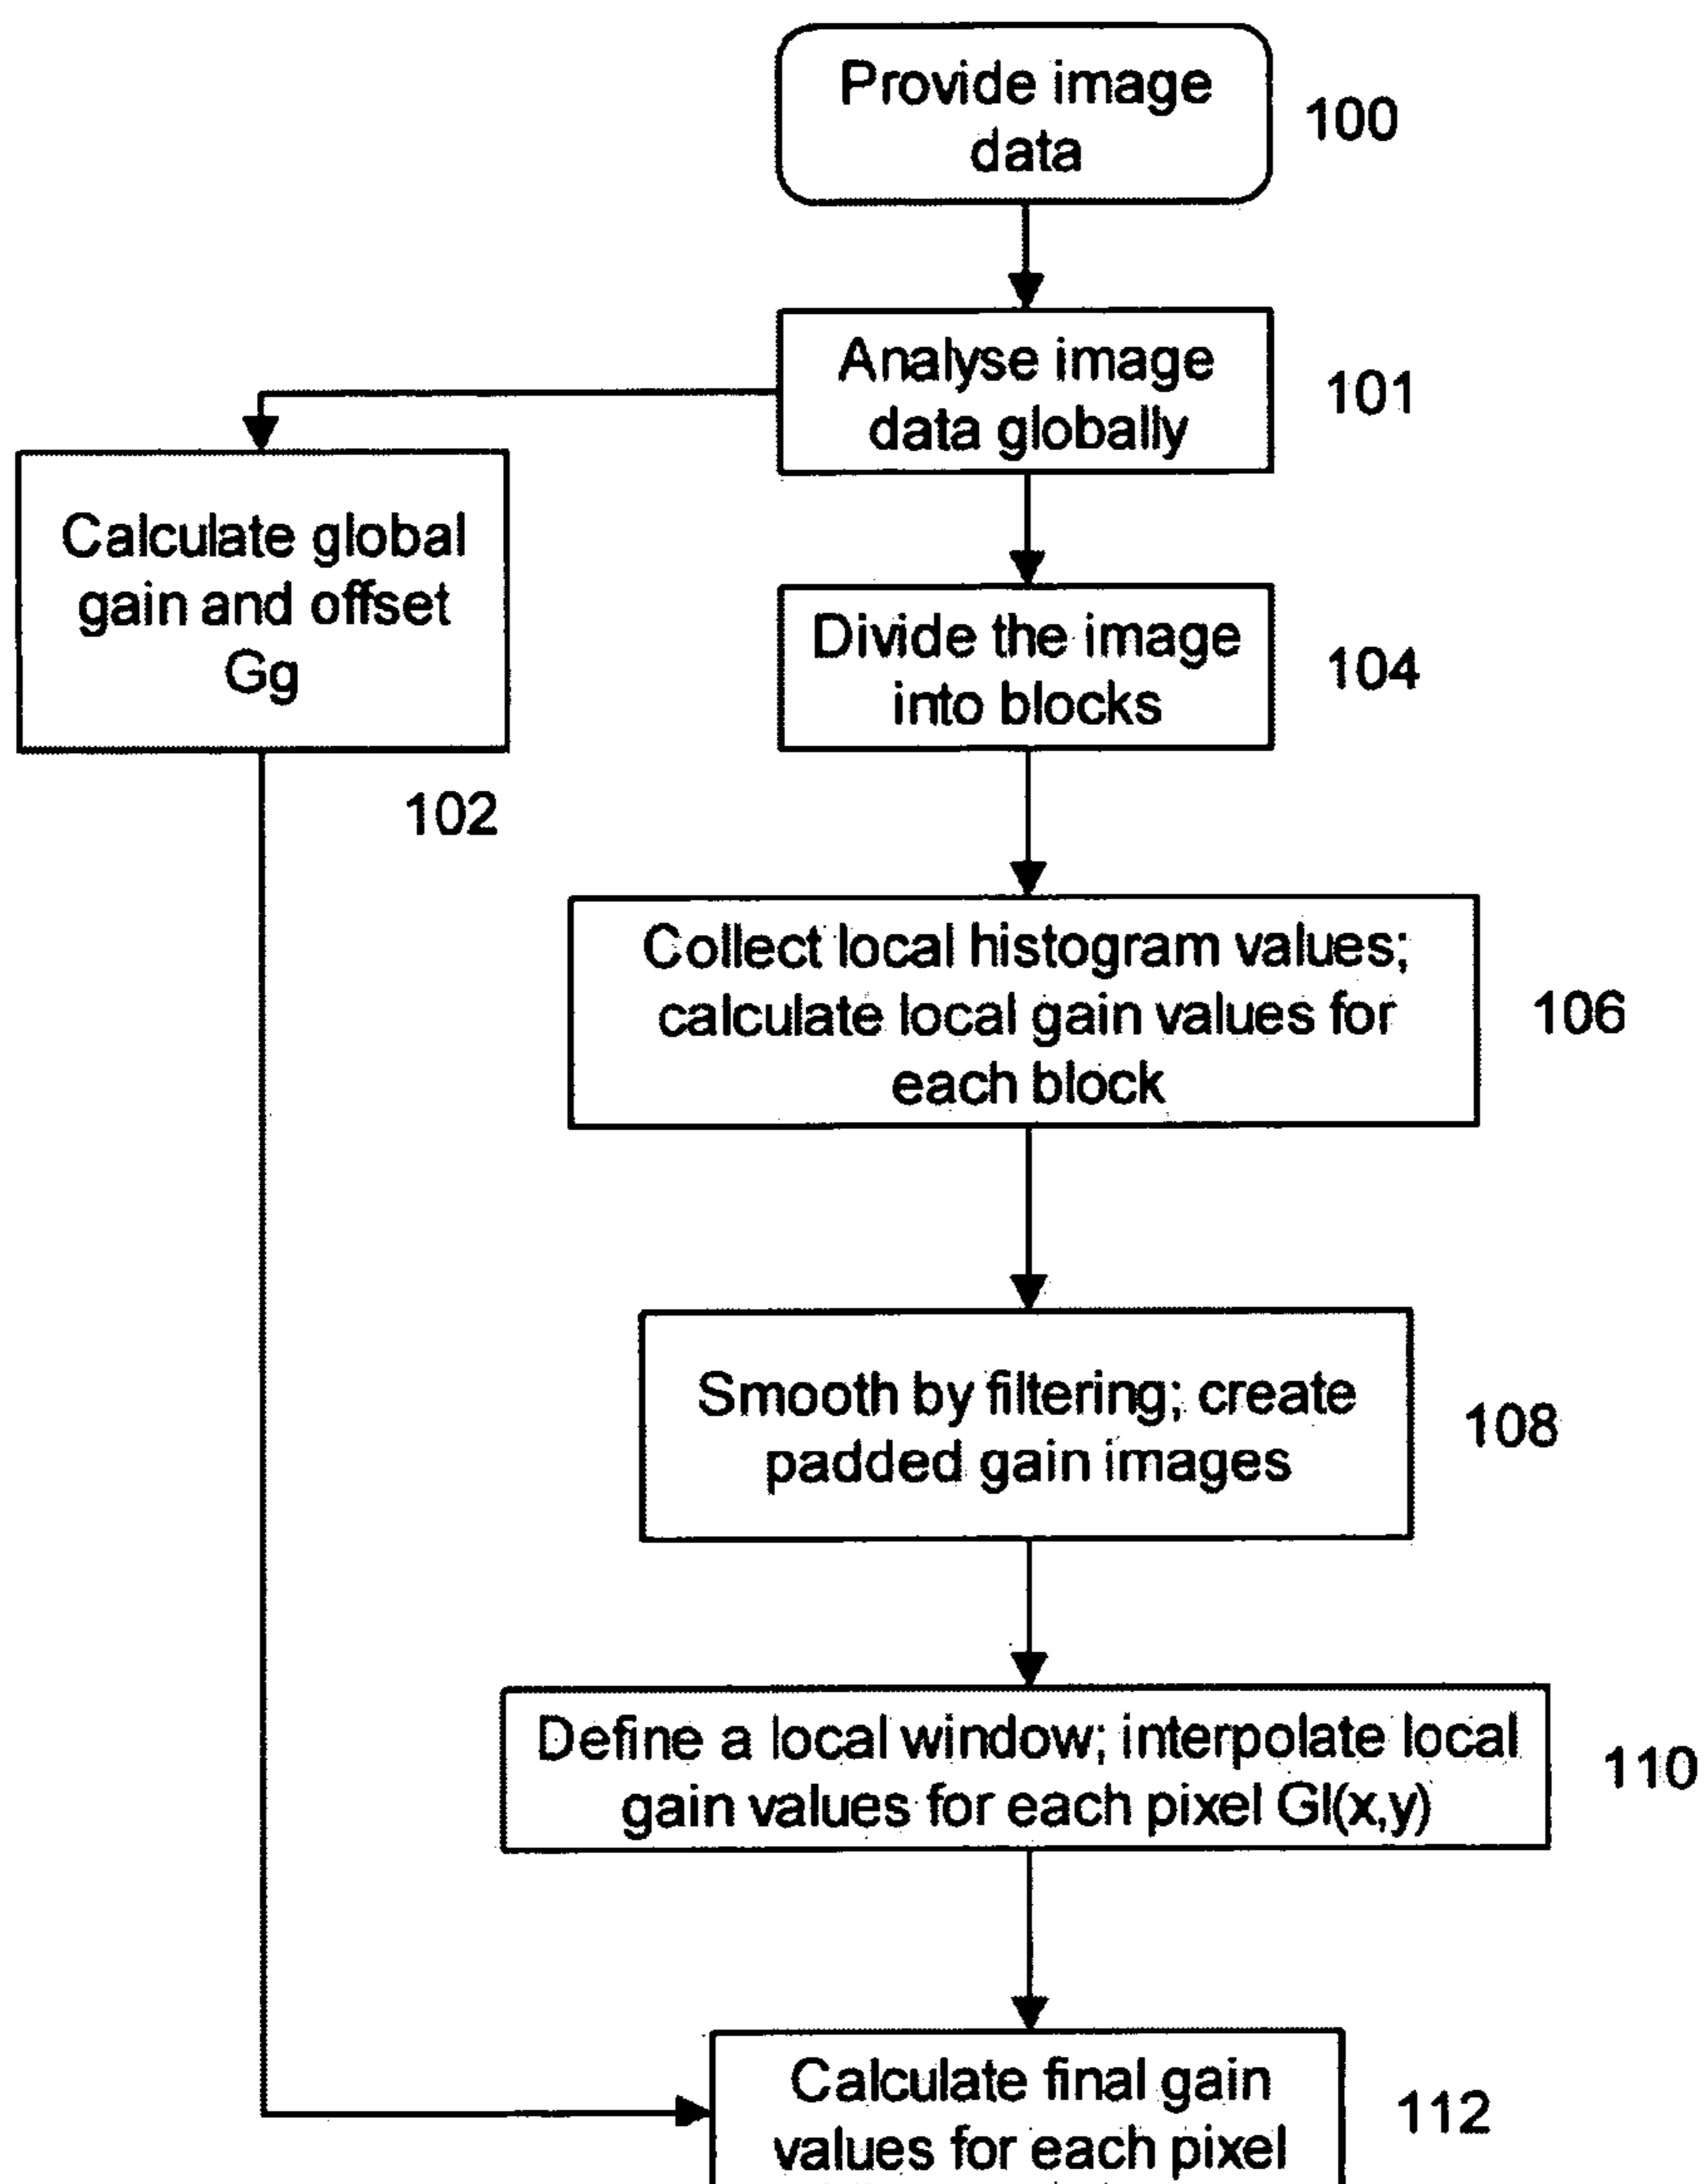 Provide image
data
100
Analyse image
data globally
101
Calculate global
gain and offset
Gg
102
Divide the image
into blocks
104
Collect local histogram values;
calculate local gain values for
each block
106
Smooth by filtering; create
padded gain images
108
Define a local window; interpolate local
gain values for each pixel Gl(x,y)
110
Calculate final gain
values for each pixel
112